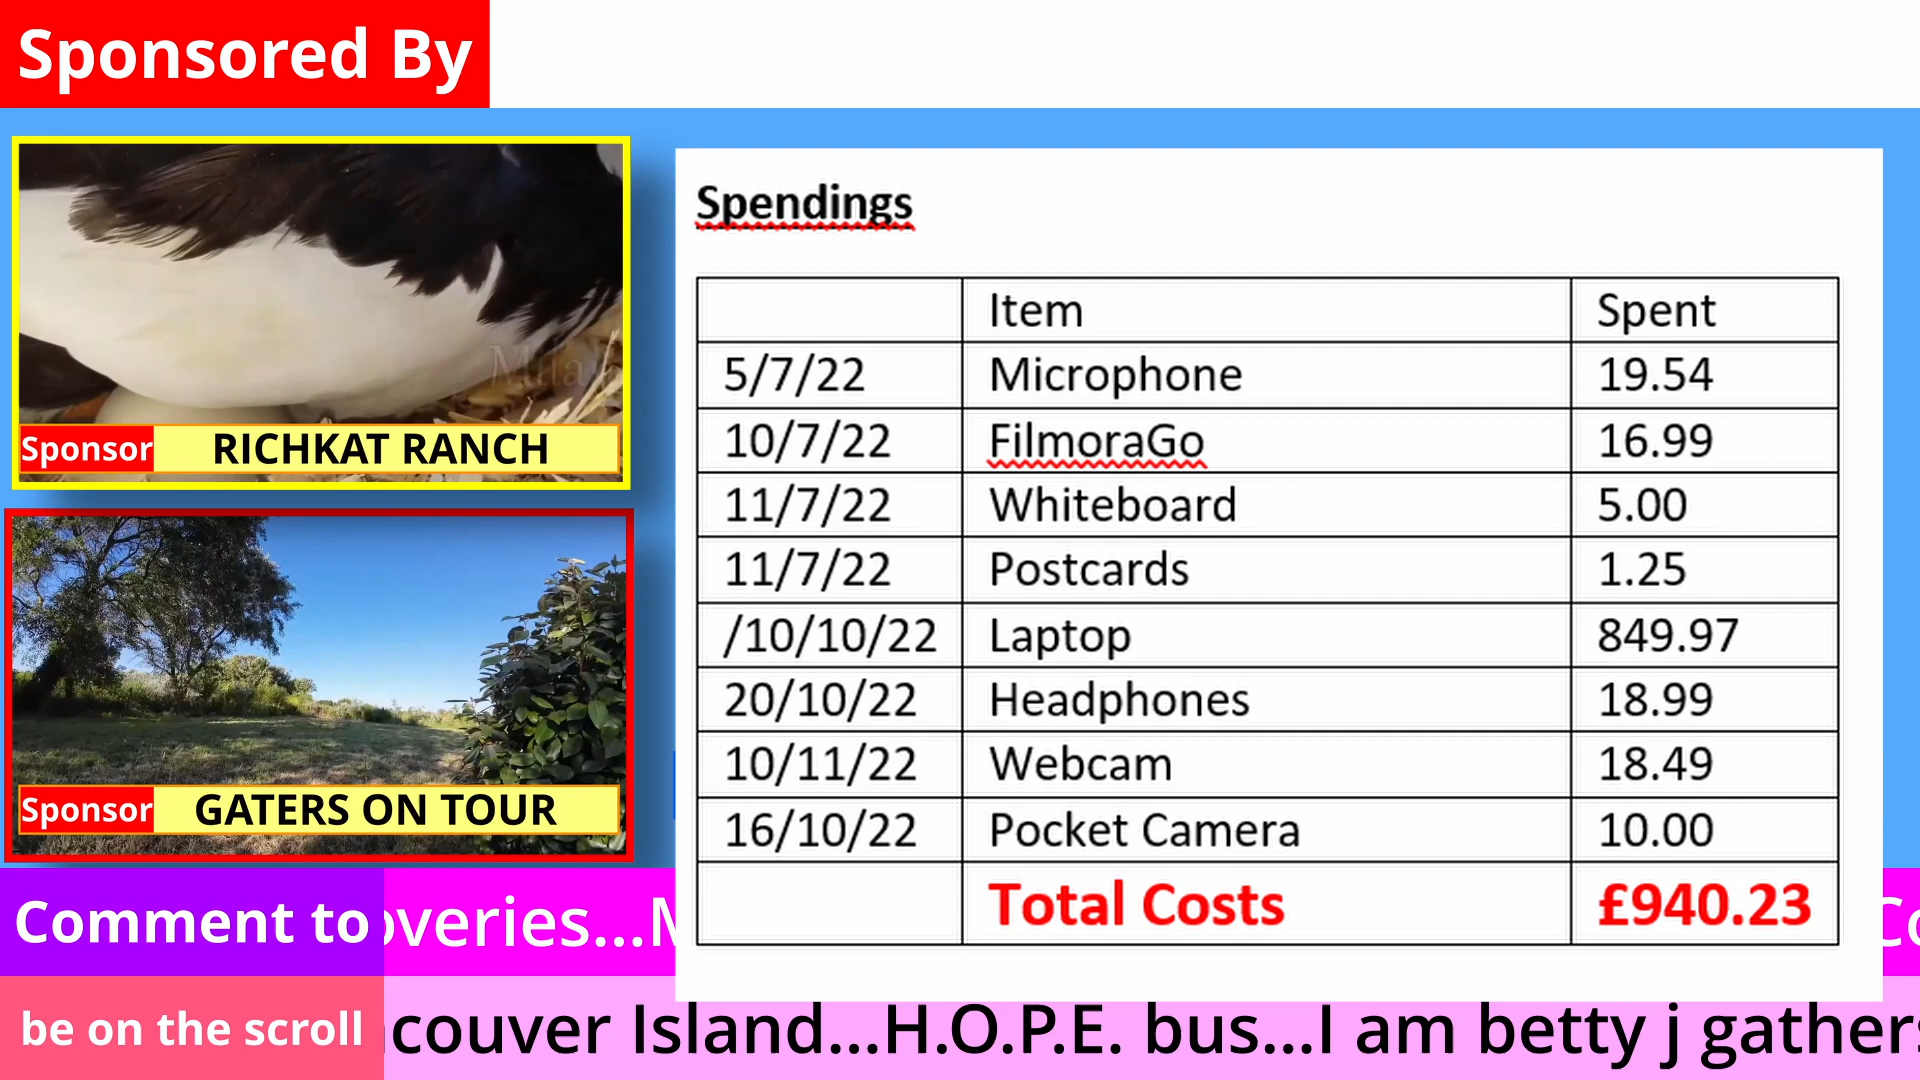 Sponsored By
Sponsor RICHKAT RANCH
Sponsor GATERS ON TOUR
Spendings
Item Spent
5/7/22 Microphone 19.54
10/7/22 FilmoraGo 16.99
11/7/22 Whiteboard 5.00
11/7/22 Postcards 1.25
/10/10/22 Laptop 849.97
20/10/22 Headphones 18.99
10/11/22 Webcam 18.49
16/10/22 Pocket Camera 10.00
Total Costs £940.23
Comment to overies...M Co
be on the scroll couver Island...H.O.P.E. bus...I am betty j gathers